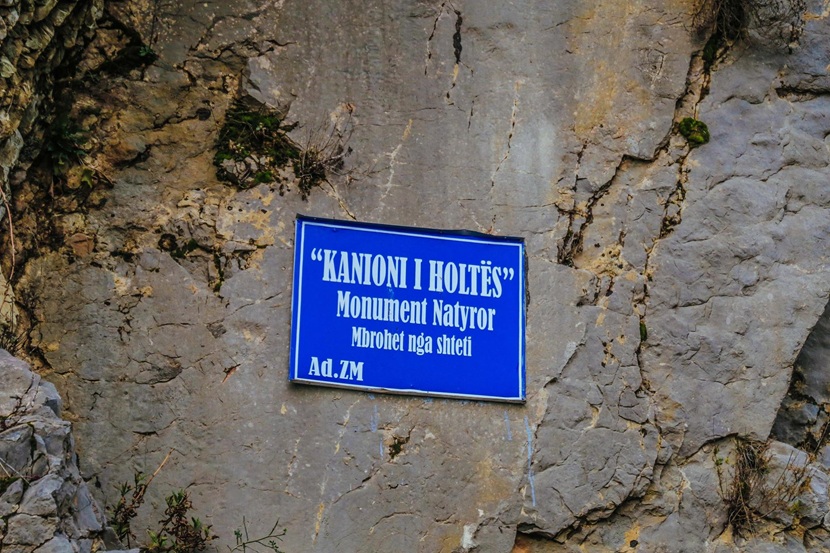 “KANIONI I HOLTËS”
Monument Natyror
Mbrohet nga shteti
Ad.ZM